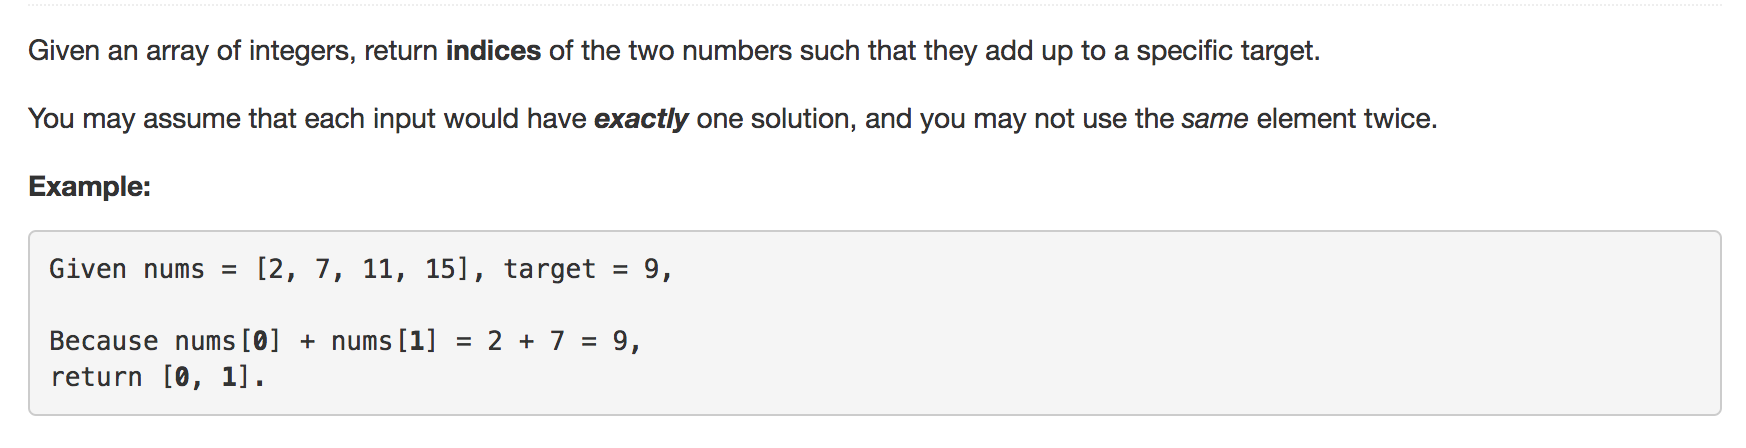 Given an array of integers, return indices of the two numbers such that they add up to a specific target.
You may assume that each input would have exactly one solution, and you may not use the same element twice.
Example:
Given nums = [2, 7, 11, 15], target = 9,
Because nums[0] + nums[1] = 2 + 7 = 9,
return [0, 1].